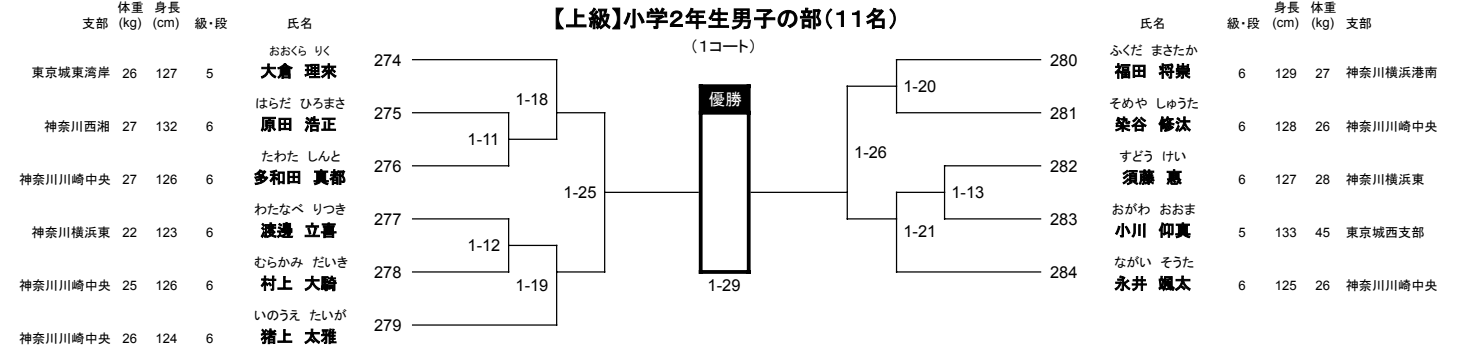 【上級】小学2年生男子の部（11名）
（1コート）
支部 体重(kg) 身長(cm) 級・段 氏名
おおくら りく
東京城東湾岸 26 127 5 大倉 理來 274
はらだ ひろまさ
神奈川西湘 27 132 6 原田 浩正 275
たわた しんと
神奈川川崎中央 27 126 6 多和田 真都 276
わたなべ りつき
神奈川横浜東 22 123 6 渡邊 立喜 277
むらかみ だいき
神奈川川崎中央 25 126 6 村上 大騎 278
いのうえ たいが
神奈川川崎中央 26 124 6 猪上 太雅 279
1-18
1-11
1-25
1-12
1-19
優勝
1-29
1-20
1-26
1-13
1-21
氏名 級・段 身長(cm) 体重(kg) 支部
ふくだ まさたか
280 福田 将崇 6 129 27 神奈川横浜港南
そめや しゅうた
281 染谷 修汰 6 128 26 神奈川川崎中央
すどう けい
282 須藤 恵 6 127 28 神奈川横浜東
おがわ おおま
283 小川 仰真 5 133 45 東京城西支部
ながい そうた
284 永井 颯太 6 125 26 神奈川川崎中央